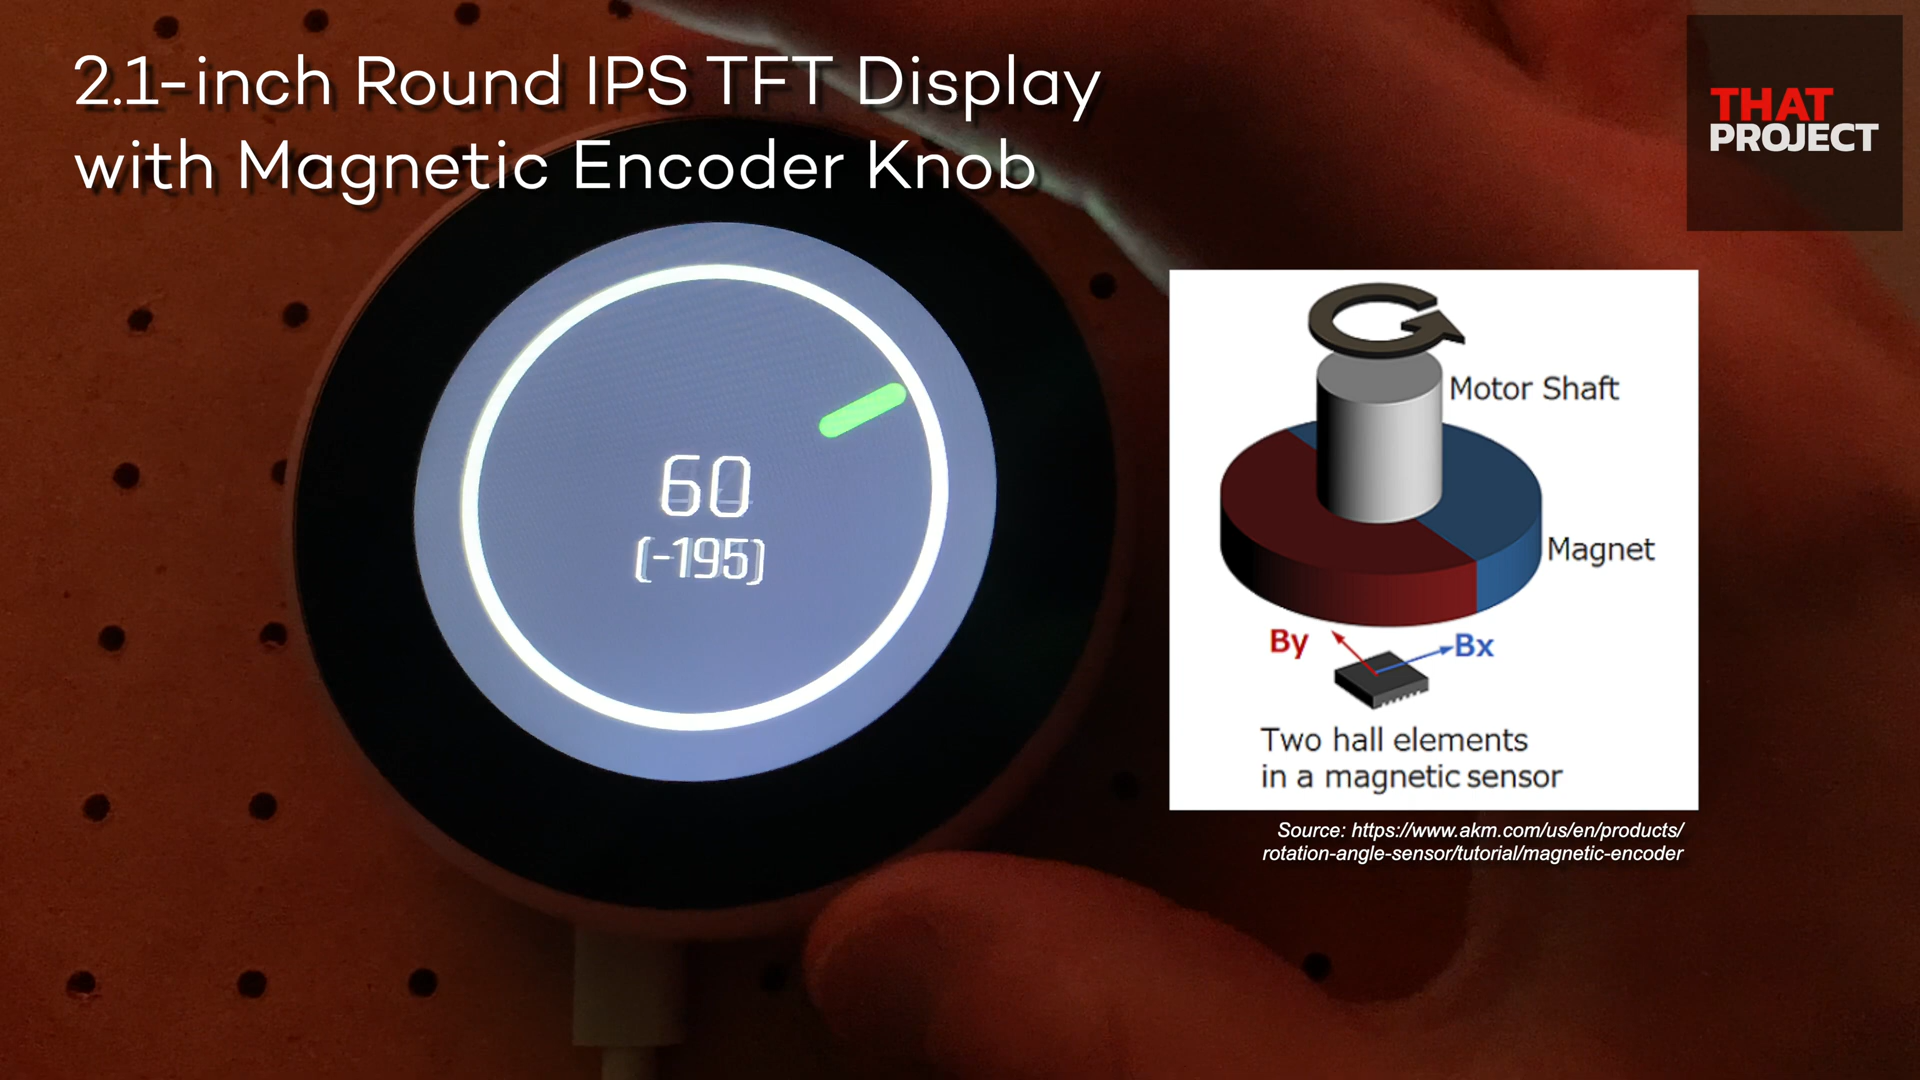 2.1-inch Round IPS TFT Display
with Magnetic Encoder Knob
THAT
PROJECT
60
(-195)
Motor Shaft
Magnet
By
Bx
Two hall elements
in a magnetic sensor
Source: https://www.akm.com/us/en/products/
rotation-angle-sensor/tutorial/magnetic-encoder